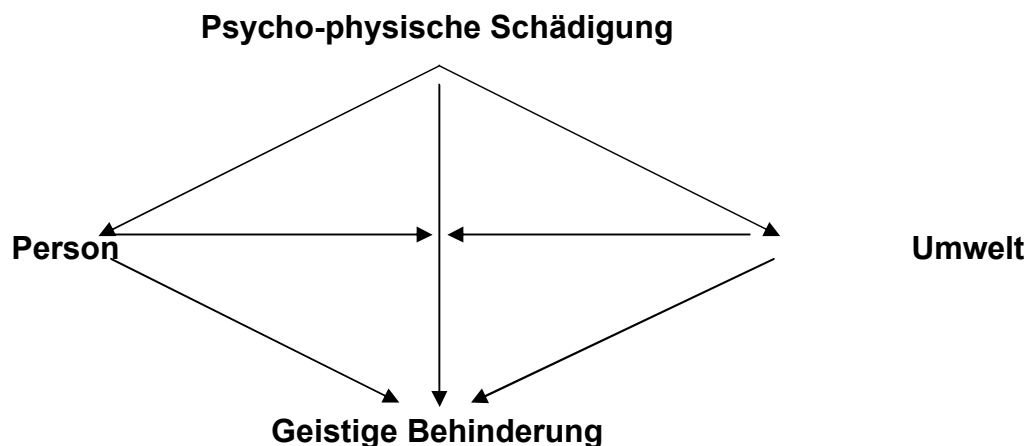 Psycho-physische Schädigung
Person
Umwelt
Geistige Behinderung